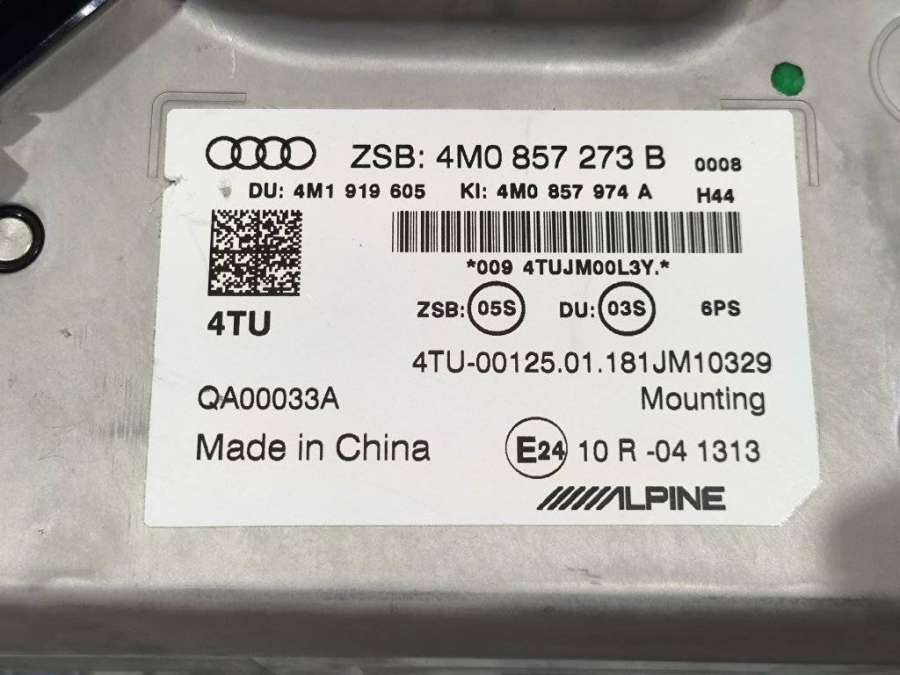 ZSB: 4M0 857 273 B 0008
DU: 4M1 919 605 KI: 4M0 857 974 A H44
*009 4TUJM00L3Y.*
ZSB: 05S DU: 03S 6PS
4TU
4TU-00125.01.181JM10329
QA00033A Mounting
Made in China E24 10 R -04 1313
ALPINE